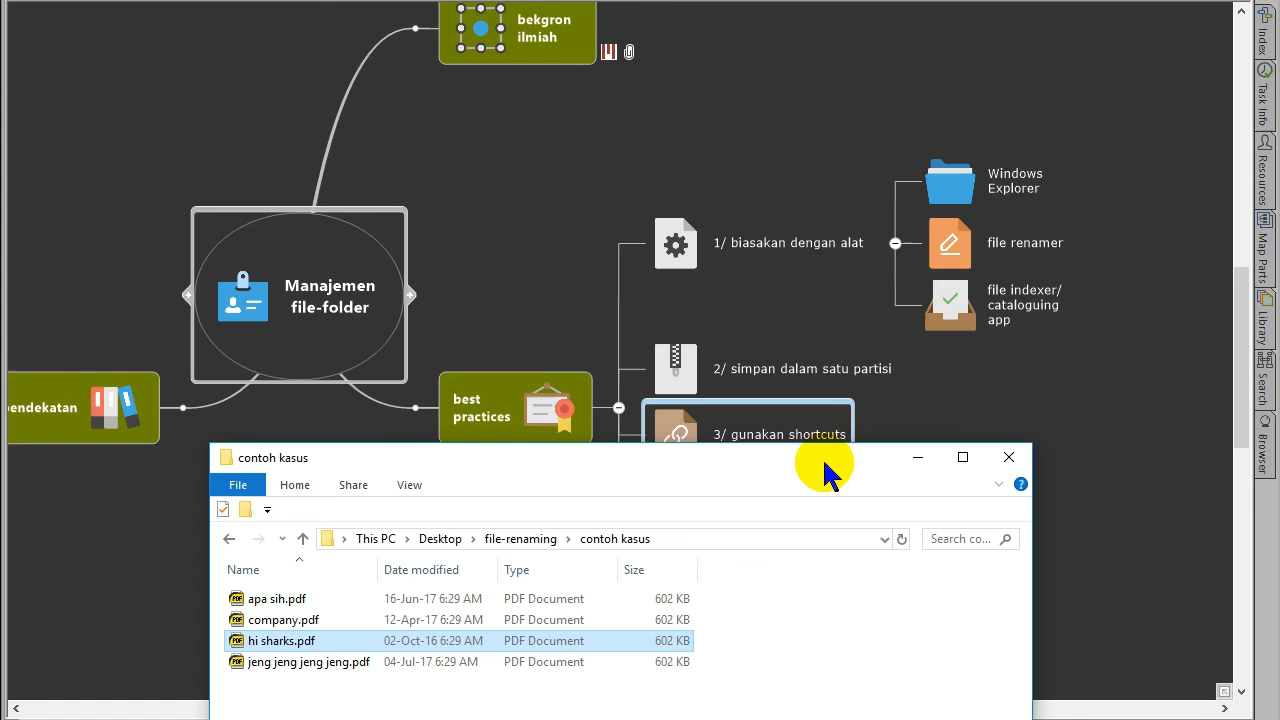 bekgron
ilmiah
Windows
Explorer
1/ biasakan dengan alat
file renamer
Manajemen
file-folder
file indexer/
cataloguing
app
2/ simpan dalam satu partisi
pendekatan
best
practices
3/ gunakan shortcuts
contoh kasus
File Home Share View
This PC Desktop file-renaming contoh kasus Search co...
Name Date modified Type Size
PDF apa sih.pdf 16-Jun-17 6:29 AM PDF Document 602 KB
PDF company.pdf 12-Apr-17 6:29 AM PDF Document 602 KB
PDF hi sharks.pdf 02-Oct-16 6:29 AM PDF Document 602 KB
PDF jeng jeng jeng jeng.pdf 04-Jul-17 6:29 AM PDF Document 602 KB
Index
Task Info
Resources
Map Parts
Library
Search
Browser